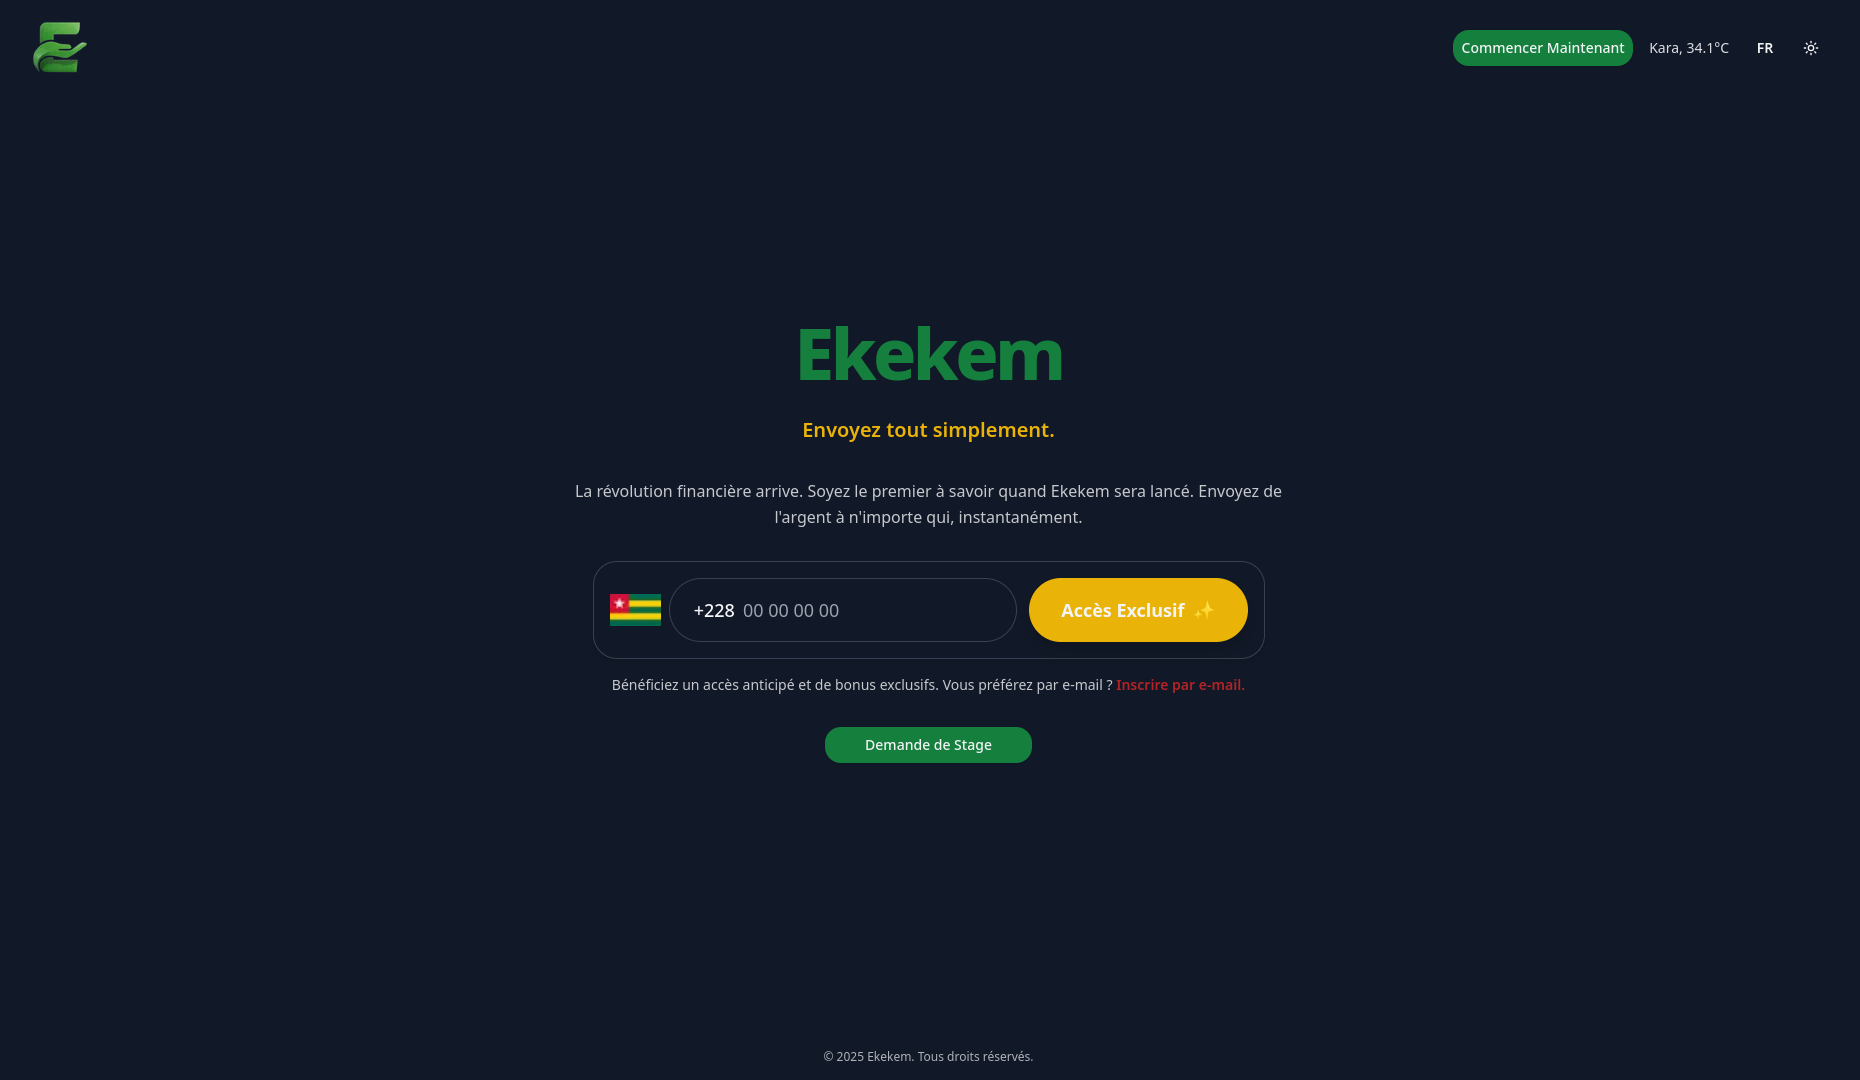 Commencer Maintenant
Kara, 34.1°C
FR
Ekekem
Envoyez tout simplement.
La révolution financière arrive. Soyez le premier à savoir quand Ekekem sera lancé. Envoyez de
l'argent à n'importe qui, instantanément.
+228 00 00 00 00
Accès Exclusif ✨
Bénéficiez un accès anticipé et de bonus exclusifs. Vous préférez par e-mail ? Inscrire par e-mail.
Demande de Stage
© 2025 Ekekem. Tous droits réservés.